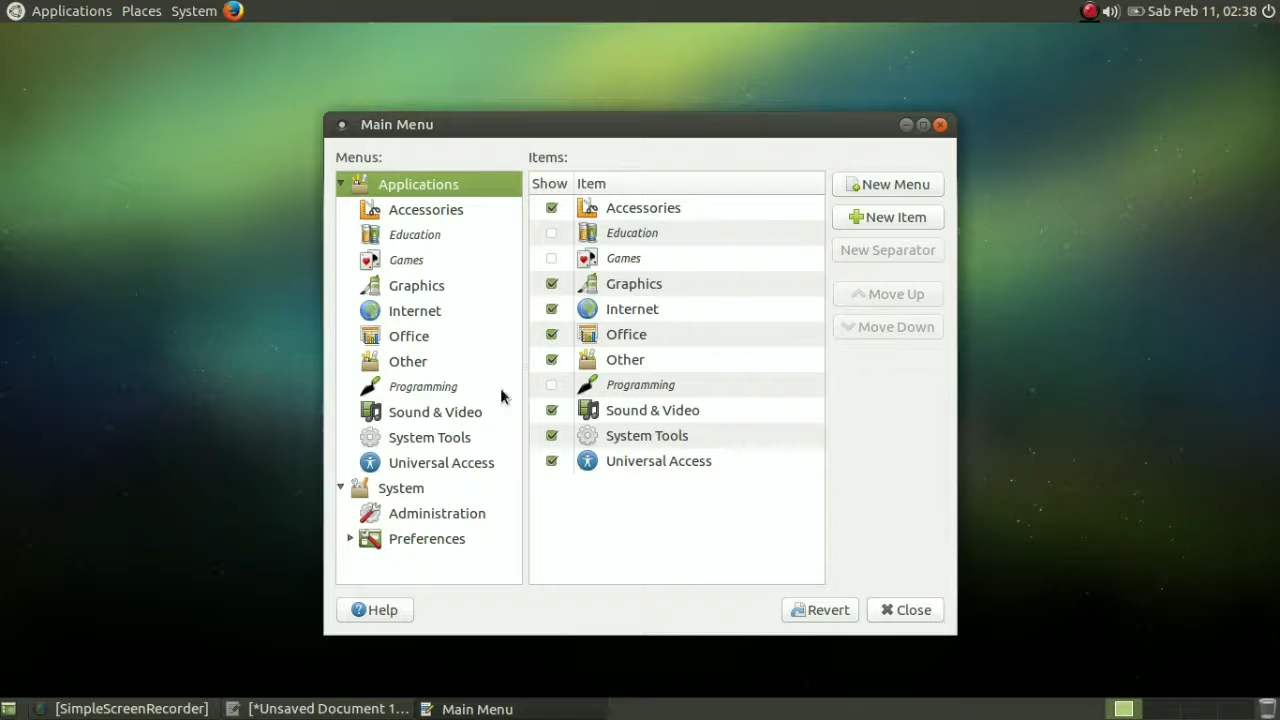 Applications Places System Sab Peb 11, 02:38
Main Menu
Menus:
Applications
Accessories
Education
Games
Graphics
Internet
Office
Other
Programming
Sound & Video
System Tools
Universal Access
System
Administration
Preferences
Items:
Show Item
Accessories
Education
Games
Graphics
Internet
Office
Other
Programming
Sound & Video
System Tools
Universal Access
New Menu
New Item
New Separator
Move Up
Move Down
Help
Revert
Close
[SimpleScreenRecorder] [*Unsaved Document 1... Main Menu